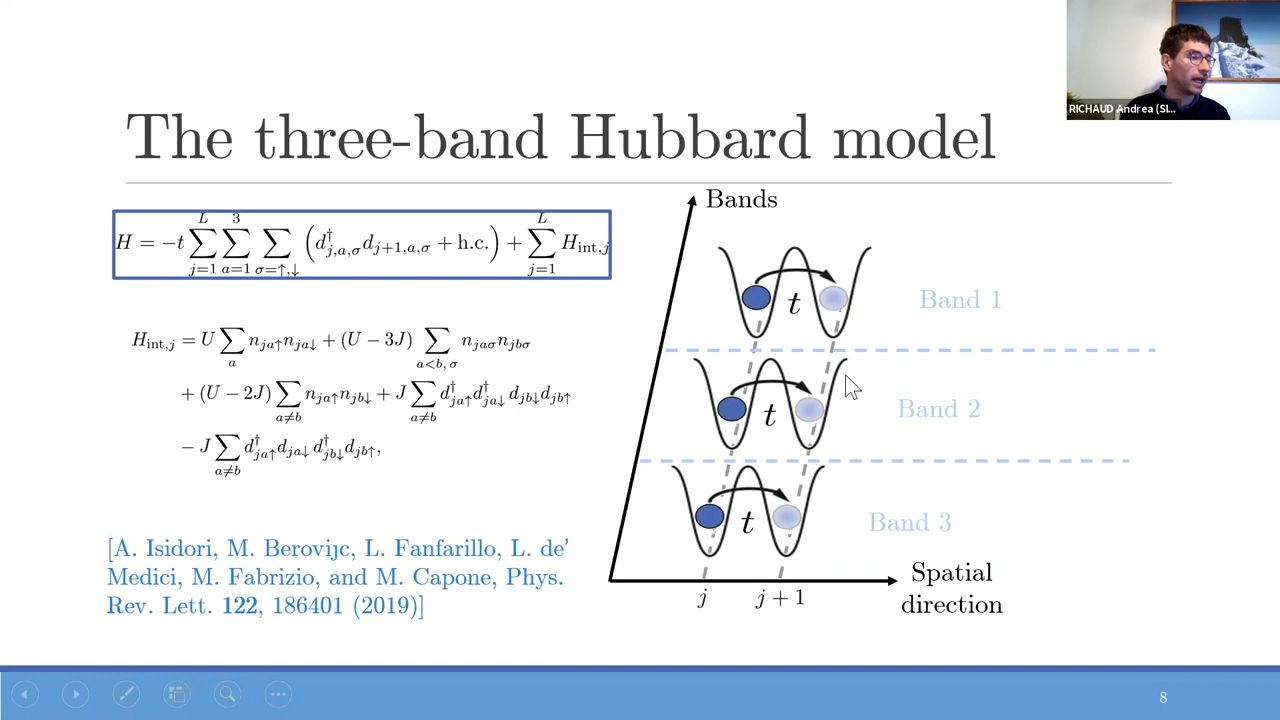 RICHAUD Andrea (SI...
The three-band Hubbard model
H = −t ∑_{j=1}^{L} ∑_{a=1}^{3} ∑_{σ=↑,↓} (d†_{j,a,σ} d_{j+1,a,σ} + h.c.) + ∑_{j=1}^{L} H_{int,j}
H_{int,j} = U ∑_{a} n_{ja↑}n_{ja↓} + (U − 3J) ∑_{a<b,σ} n_{jaσ}n_{jbσ}
+ (U − 2J) ∑_{a≠b} n_{ja↑}n_{jb↓} + J ∑_{a≠b} d†_{ja↑}d†_{ja↓} d_{jb↓}d_{jb↑}
− J ∑_{a≠b} d†_{ja↑}d_{ja↓} d†_{jb↓}d_{jb↑},
[A. Isidori, M. Berovijc, L. Fanfarillo, L. de'
Medici, M. Fabrizio, and M. Capone, Phys.
Rev. Lett. 122, 186401 (2019)]
Bands
t
Band 1
t
Band 2
t
Band 3
j
j + 1
Spatial
direction
8